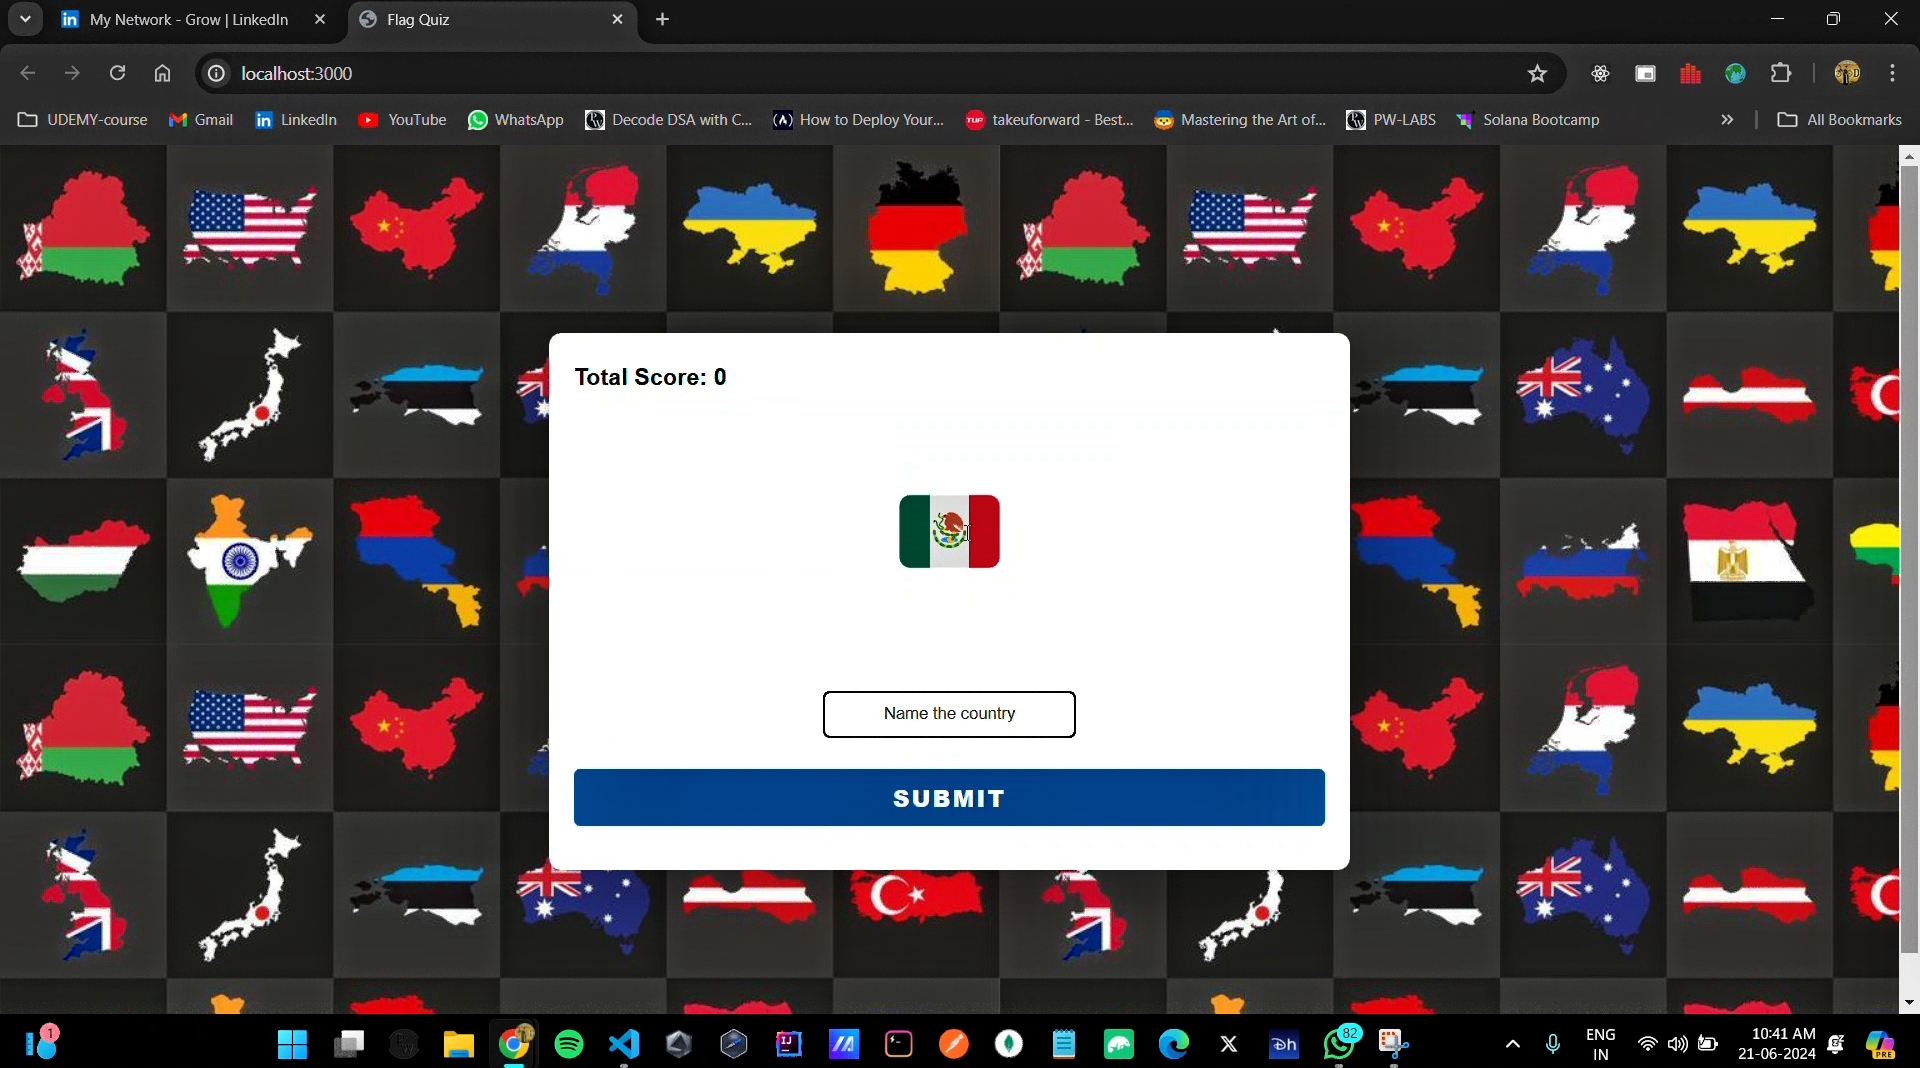 My Network - Grow | LinkedIn
Flag Quiz
localhost:3000
UDEMY-course
Gmail
LinkedIn
YouTube
WhatsApp
Decode DSA with C...
How to Deploy Your...
takeuforward - Best...
Mastering the Art of...
PW-LABS
Solana Bootcamp
All Bookmarks
Total Score: 0
Name the country
SUBMIT
1
82
ENG
IN
10:41 AM
21-06-2024
PRE